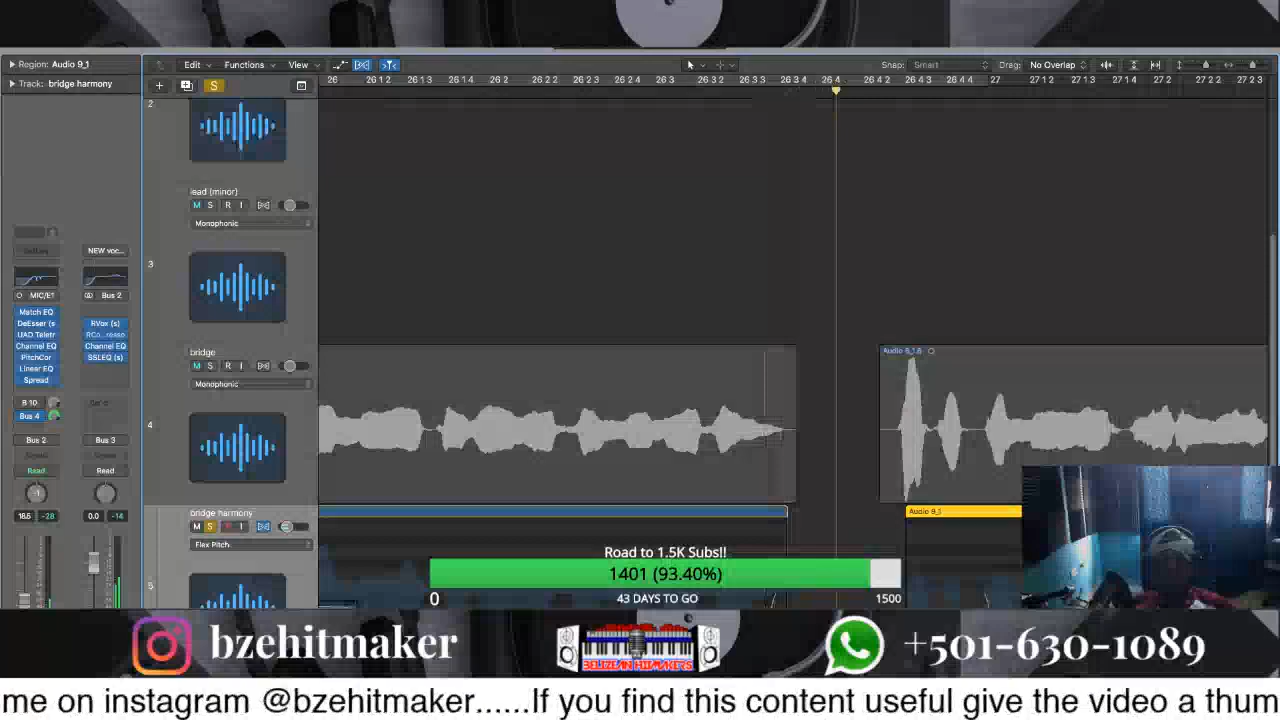 Region: Audio 9_1
Edit Functions View
Snap: Smart Drag: No Overlap
Track: bridge harmony
S
26 26 1 2 26 1 3 26 1 4 26 2 26 2 2 26 2 3 26 2 4 26 3 26 3 2 26 3 3 26 3 4 26 4 26 4 2 26 4 3 26 4 4 27 27 1 2 27 1 3 27 1 4 27 2 27 2 2 27 2 3
2
lead (minor)
M S R I
Monophonic
3
bridge
M S R I
Monophonic
4
bridge harmony
M S R I
Flex Pitch
5
NEW voc...
MIC/E1 Bus 2
Match EQ
DeEsser (s RVox (s)
UAD Teletr RCo...resso
Channel EQ Channel EQ
PitchCor SSLEQ (s)
Linear EQ
Spread
B 10
Bus 4
Bus 2 Bus 3
Read Read
-1
18.5 -28 0.0 -14
Audio 9_1.6
Audio 9_1
Road to 1.5K Subs!!
1401 (93.40%)
0 43 DAYS TO GO 1500
bzehitmaker
BELIZEAN HITMAKERS
+501-630-1089
me on instagram @bzehitmaker......If you find this content useful give the video a thum